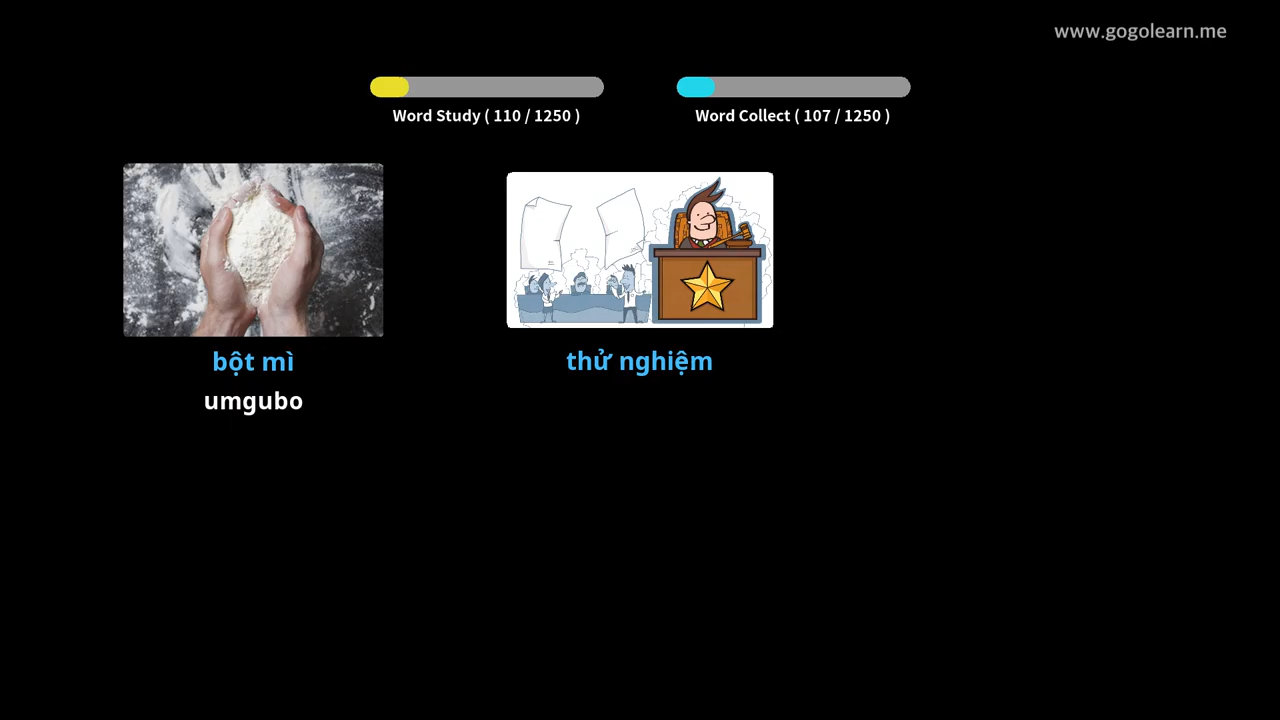 www.gogolearn.me
Word Study ( 110 / 1250 )
Word Collect ( 107 / 1250 )
bột mì
umgubo
thử nghiệm